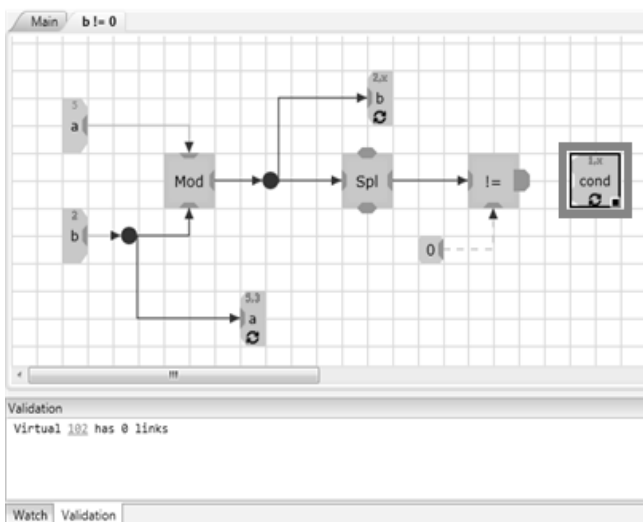 Main b != 0
2.x
b
5
a
1.x
Mod Spl != cond
2
b
0
5.3
a
Validation
Virtual 102 has 0 links
Watch Validation